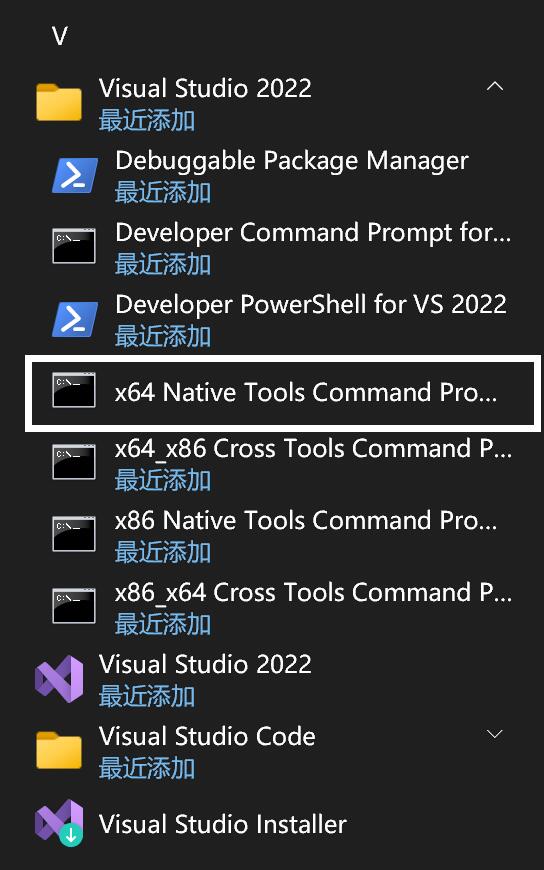 V
Visual Studio 2022
最近添加
Debuggable Package Manager
最近添加
Developer Command Prompt for...
最近添加
Developer PowerShell for VS 2022
最近添加
x64 Native Tools Command Pro...
x64_x86 Cross Tools Command P...
最近添加
x86 Native Tools Command Pro...
最近添加
x86_x64 Cross Tools Command P...
最近添加
Visual Studio 2022
最近添加
Visual Studio Code
最近添加
Visual Studio Installer